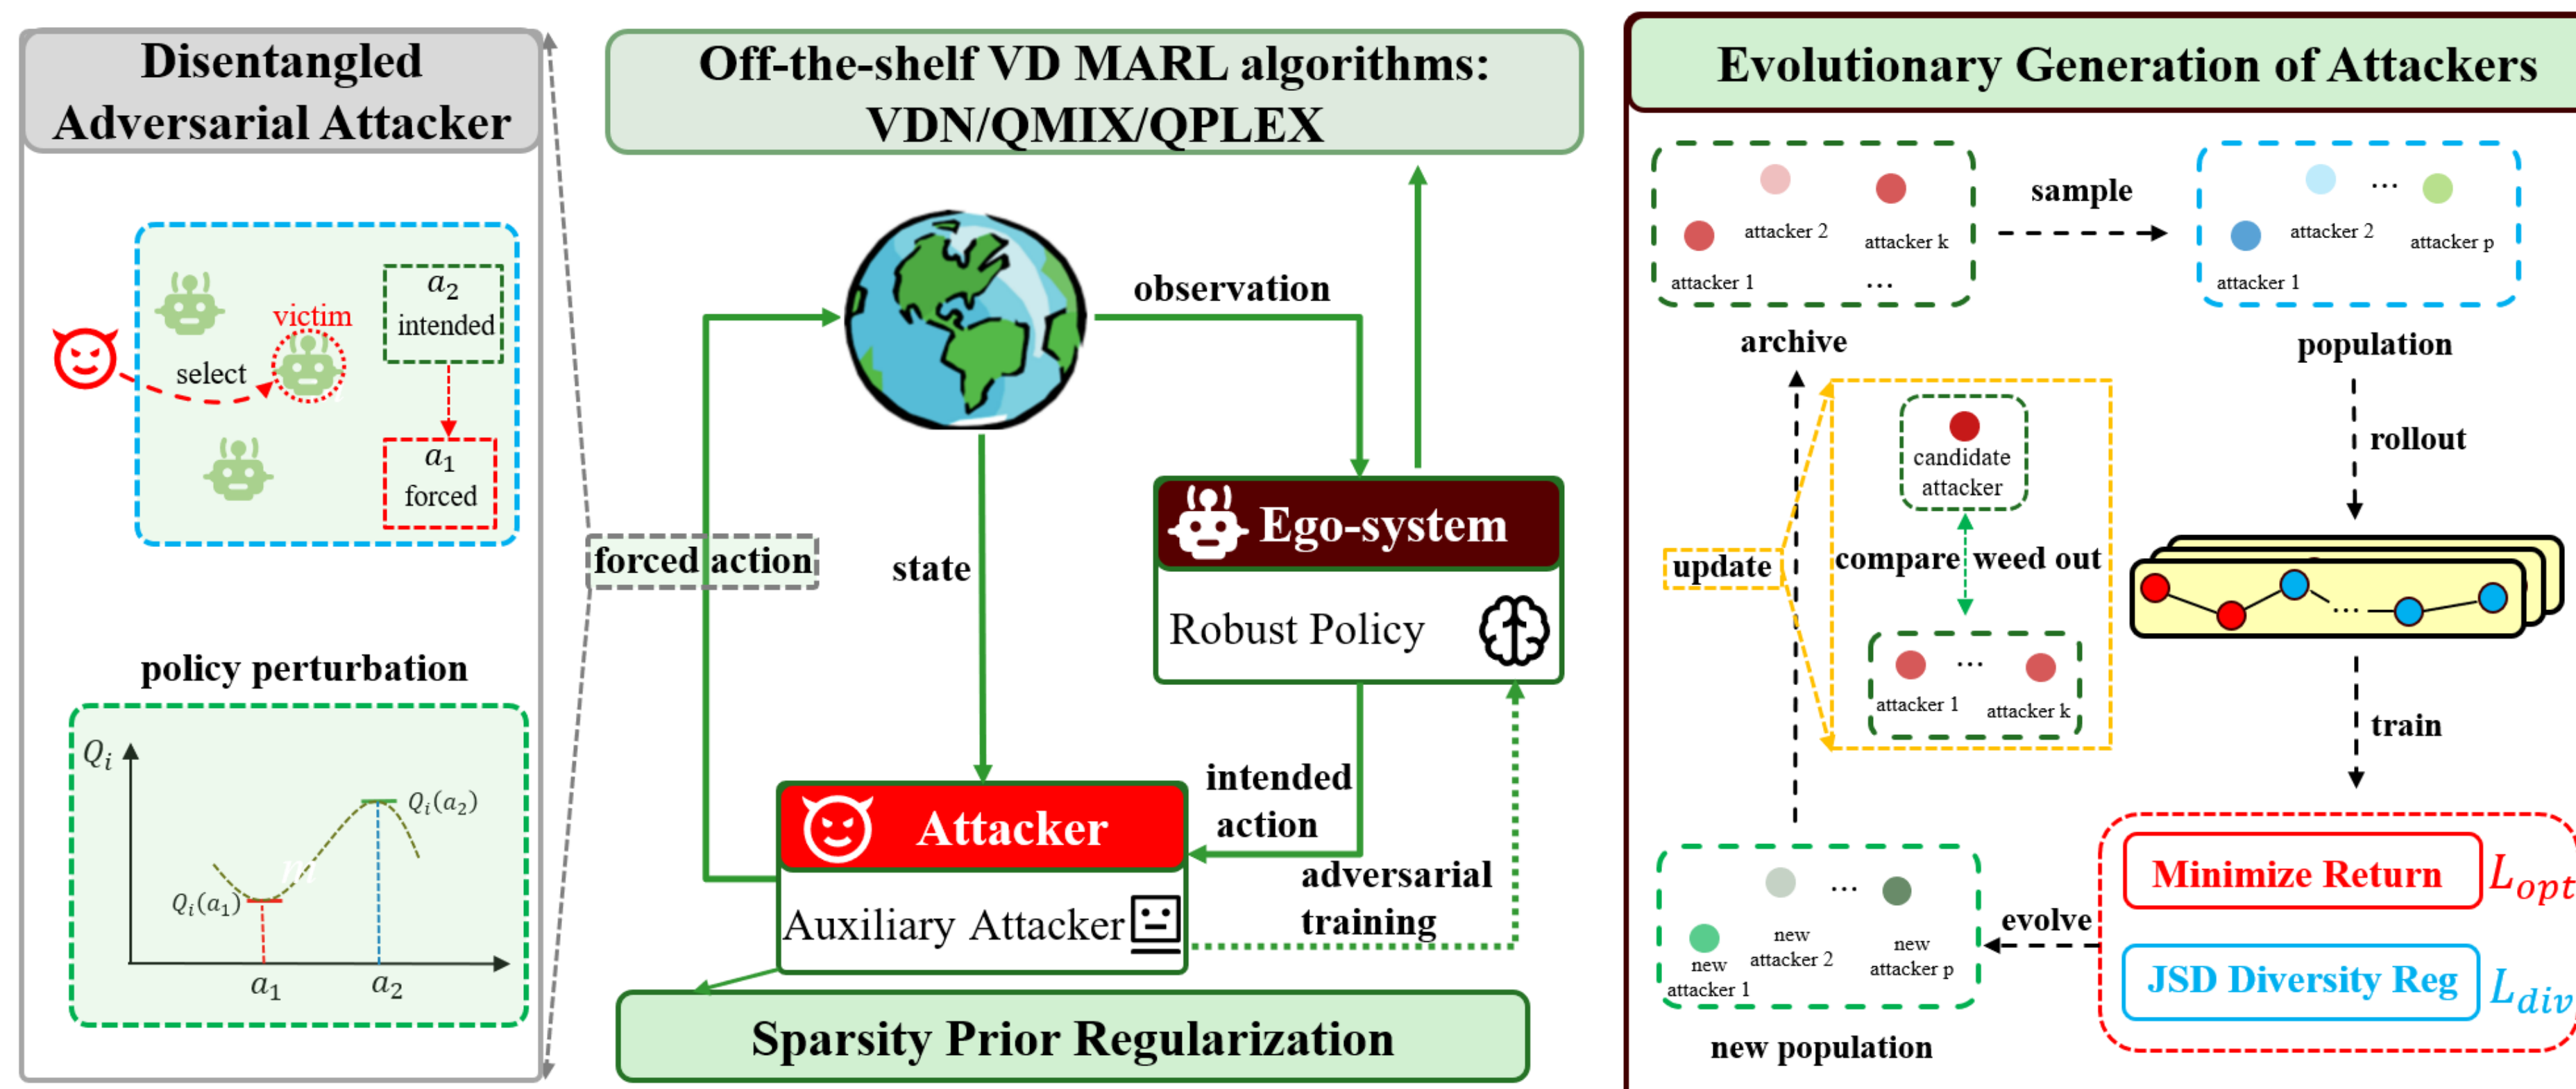 Disentangled
Adversarial Attacker
victim
select
a₂
intended
a₁
forced
policy perturbation
Qᵢ
Qᵢ(a₂)
m
Qᵢ(a₁)
a₁
a₂
Off-the-shelf VD MARL algorithms:
VDN/QMIX/QPLEX
observation
forced action
state
Ego-system
Robust Policy
intended
action
Attacker
Auxiliary Attacker
adversarial
training
Sparsity Prior Regularization
Evolutionary Generation of Attackers
attacker 1
attacker 2
attacker k
...
archive
sample
attacker 1
attacker 2
...
attacker p
population
rollout
...
train
update
candidate
attacker
compare weed out
...
attacker 1
attacker k
Minimize Return
L_opt
JSD Diversity Reg
L_div
evolve
new
attacker 1
new
attacker 2
...
new
attacker p
new population